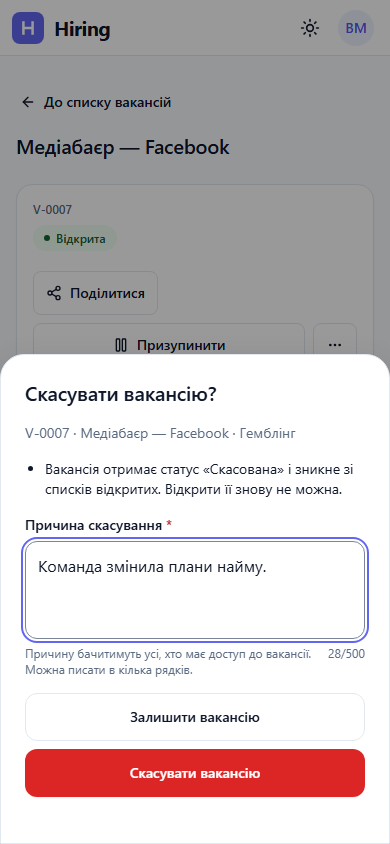 H Hiring
BM
До списку вакансій
Медіабаєр — Facebook
V-0007
Відкрита
Поділитися
Призупинити
Скасувати вакансію?
V-0007 · Медіабаєр — Facebook · Гемблінг
• Вакансія отримає статус «Скасована» і зникне зі
списків відкритих. Відкрити її знову не можна.
Причина скасування *
Команда змінила плани найму.
Причину бачитимуть усі, хто має доступ до вакансії. 28/500
Можна писати в кілька рядків.
Залишити вакансію
Скасувати вакансію